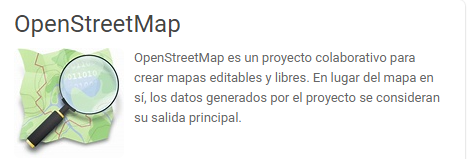 OpenStreetMap
OpenStreetMap es un proyecto colaborativo para
crear mapas editables y libres. En lugar del mapa en
sí, los datos generados por el proyecto se consideran
su salida principal.